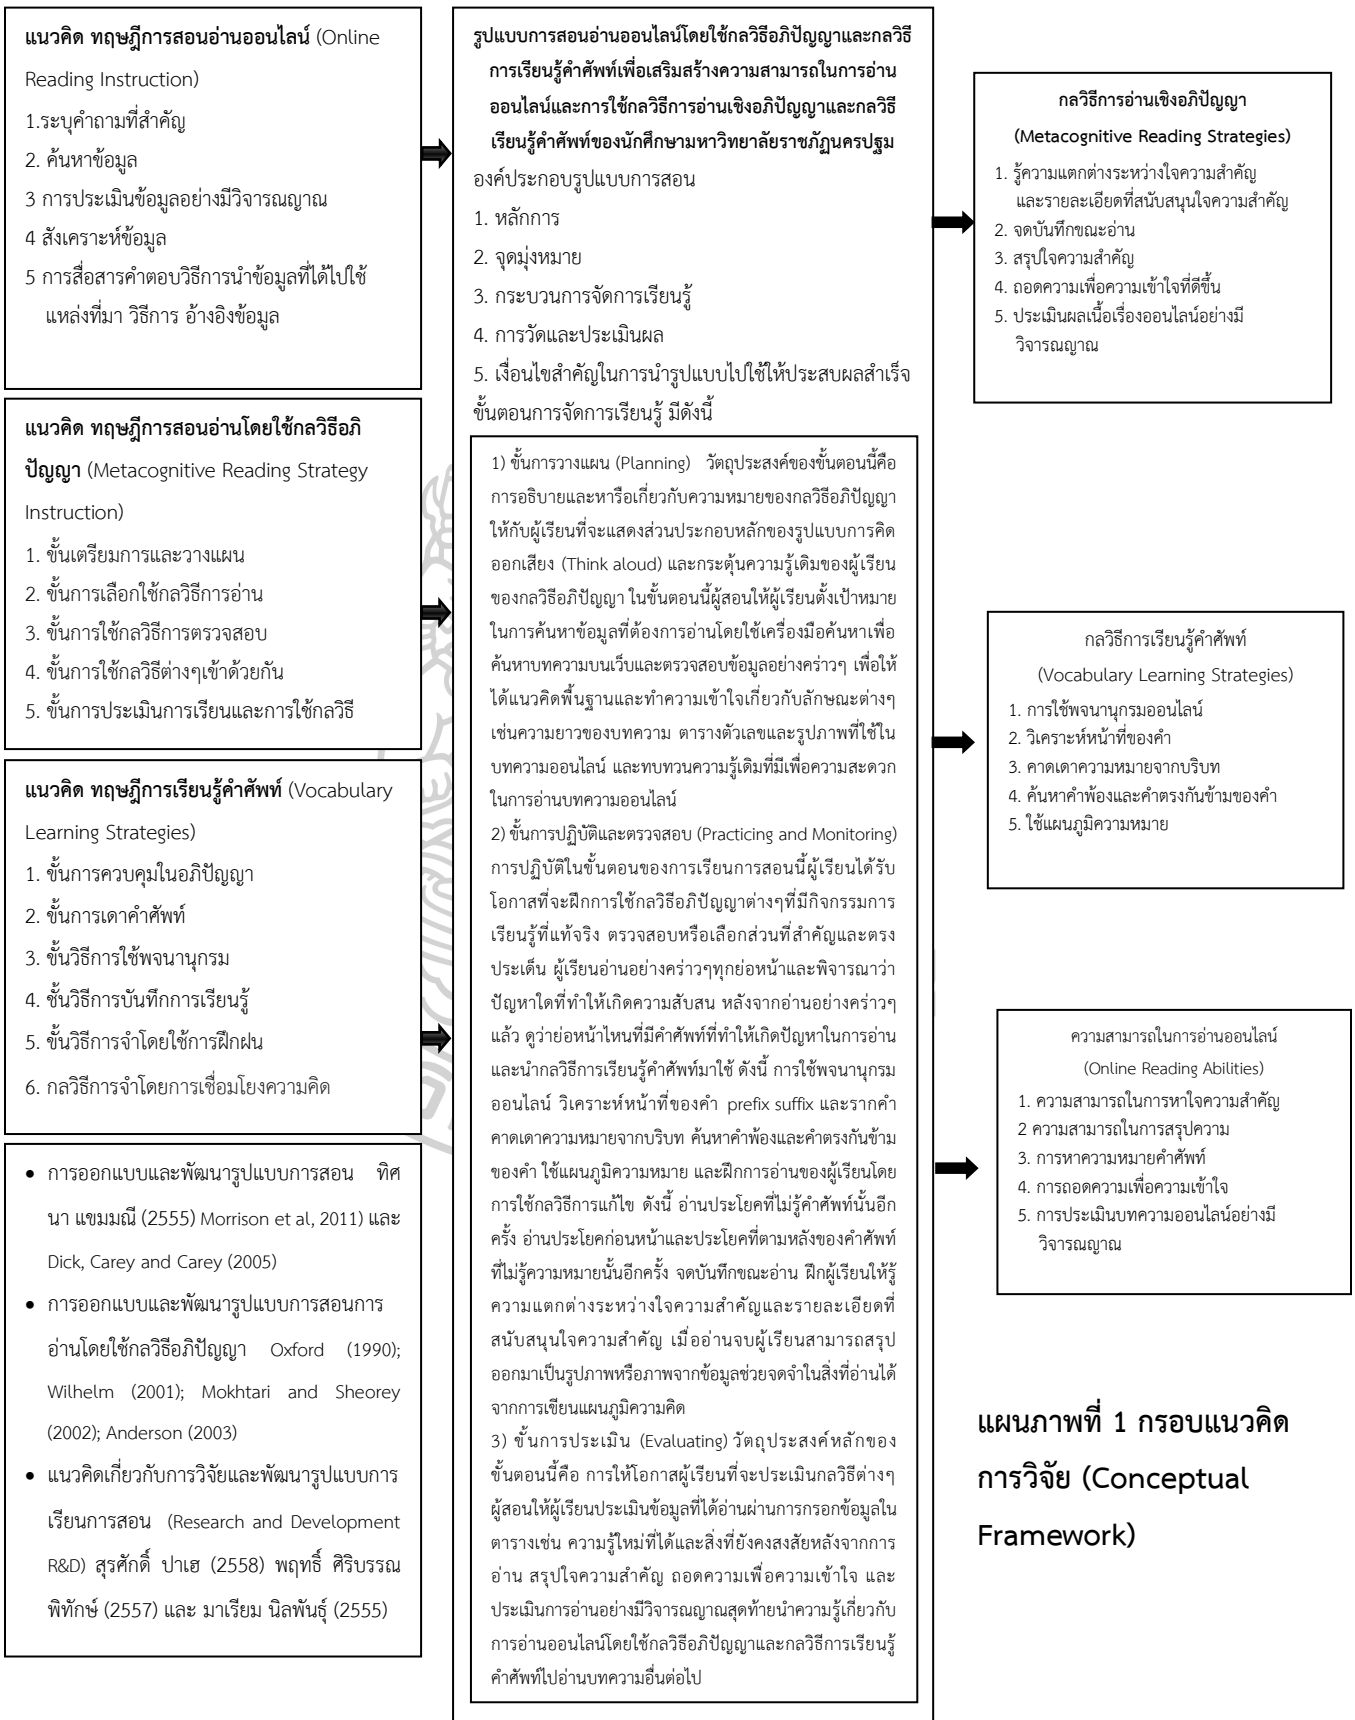 แนวคิด ทฤษฎีการสอนอ่านออนไลน์ (Online
Reading Instruction)
1.ระบุคำถามที่สำคัญ
2. ค้นหาข้อมูล
3 การประเมินข้อมูลอย่างมีวิจารณญาณ
4 สังเคราะห์ข้อมูล
5 การสื่อสารคำตอบวิธีการนำข้อมูลที่ได้ไปใช้
แหล่งที่มา วิธีการ อ้างอิงข้อมูล
แนวคิด ทฤษฎีการสอนอ่านโดยใช้กลวิธีอภิ
ปัญญา (Metacognitive Reading Strategy
Instruction)
1. ขั้นเตรียมการและวางแผน
2. ขั้นการเลือกใช้กลวิธีการอ่าน
3. ขั้นการใช้กลวิธีการตรวจสอบ
4. ขั้นการใช้กลวิธีต่างๆเข้าด้วยกัน
5. ขั้นการประเมินการเรียนและการใช้กลวิธี
แนวคิด ทฤษฎีการเรียนรู้คำศัพท์ (Vocabulary
Learning Strategies)
1. ขั้นการควบคุมในอภิปัญญา
2. ขั้นการเดาคำศัพท์
3. ขั้นวิธีการใช้พจนานุกรม
4. ชั้นวิธีการบันทึกการเรียนรู้
5. ขั้นวิธีการจำโดยใช้การฝึกฝน
6. กลวิธีการจำโดยการเชื่อมโยงความคิด
• การออกแบบและพัฒนารูปแบบการสอน ทิศ
นา แขมมณี (2555) Morrison et al, 2011) และ
Dick, Carey and Carey (2005)
• การออกแบบและพัฒนารูปแบบการสอนการ
อ่านโดยใช้กลวิธีอภิปัญญา Oxford (1990);
Wilhelm (2001); Mokhtari and Sheorey
(2002); Anderson (2003)
• แนวคิดเกี่ยวกับการวิจัยและพัฒนารูปแบบการ
เรียนการสอน (Research and Development
R&D) สุรศักดิ์ ปาเฮ (2558) พฤทธิ์ ศิริบรรณ
พิทักษ์ (2557) และ มาเรียม นิลพันธุ์ (2555)
รูปแบบการสอนอ่านออนไลน์โดยใช้กลวิธีอภิปัญญาและกลวิธี
การเรียนรู้คำศัพท์เพื่อเสริมสร้างความสามารถในการอ่าน
ออนไลน์และการใช้กลวิธีการอ่านเชิงอภิปัญญาและกลวิธี
เรียนรู้คำศัพท์ของนักศึกษามหาวิทยาลัยราชภัฏนครปฐม
องค์ประกอบรูปแบบการสอน
1. หลักการ
2. จุดมุ่งหมาย
3. กระบวนการจัดการเรียนรู้
4. การวัดและประเมินผล
5. เงื่อนไขสำคัญในการนำรูปแบบไปใช้ให้ประสบผลสำเร็จ
ขั้นตอนการจัดการเรียนรู้ มีดังนี้
1) ขั้นการวางแผน (Planning) วัตถุประสงค์ของขั้นตอนนี้คือ
การอธิบายและหารือเกี่ยวกับความหมายของกลวิธีอภิปัญญา
ให้กับผู้เรียนที่จะแสดงส่วนประกอบหลักของรูปแบบการคิด
ออกเสียง (Think aloud) และกระตุ้นความรู้เดิมของผู้เรียน
ของกลวิธีอภิปัญญา ในขั้นตอนนี้ผู้สอนให้ผู้เรียนตั้งเป้าหมาย
ในการค้นหาข้อมูลที่ต้องการอ่านโดยใช้เครื่องมือค้นหาเพื่อ
ค้นหาบทความบนเว็บและตรวจสอบข้อมูลอย่างคร่าวๆ เพื่อให้
ได้แนวคิดพื้นฐานและทำความเข้าใจเกี่ยวกับลักษณะต่างๆ
เช่นความยาวของบทความ ตารางตัวเลขและรูปภาพที่ใช้ใน
บทความออนไลน์ และทบทวนความรู้เดิมที่มีเพื่อความสะดวก
ในการอ่านบทความออนไลน์
2) ขั้นการปฏิบัติและตรวจสอบ (Practicing and Monitoring)
การปฏิบัติในขั้นตอนของการเรียนการสอนนี้ผู้เรียนได้รับ
โอกาสที่จะฝึกการใช้กลวิธีอภิปัญญาต่างๆที่มีกิจกรรมการ
เรียนรู้ที่แท้จริง ตรวจสอบหรือเลือกส่วนที่สำคัญและตรง
ประเด็น ผู้เรียนอ่านอย่างคร่าวๆทุกย่อหน้าและพิจารณาว่า
ปัญหาใดที่ทำให้เกิดความสับสน หลังจากอ่านอย่างคร่าวๆ
แล้ว ดูว่าย่อหน้าไหนที่มีคำศัพท์ที่ทำให้เกิดปัญหาในการอ่าน
และนำกลวิธีการเรียนรู้คำศัพท์มาใช้ ดังนี้ การใช้พจนานุกรม
ออนไลน์ วิเคราะห์หน้าที่ของคำ prefix suffix และรากคำ
คาดเดาความหมายจากบริบท ค้นหาคำพ้องและคำตรงกันข้าม
ของคำ ใช้แผนภูมิความหมาย และฝึกการอ่านของผู้เรียนโดย
การใช้กลวิธีการแก้ไข ดังนี้ อ่านประโยคที่ไม่รู้คำศัพท์นั้นอีก
ครั้ง อ่านประโยคก่อนหน้าและประโยคที่ตามหลังของคำศัพท์
ที่ไม่รู้ความหมายนั้นอีกครั้ง จดบันทึกขณะอ่าน ฝึกผู้เรียนให้รู้
ความแตกต่างระหว่างใจความสำคัญและรายละเอียดที่
สนับสนุนใจความสำคัญ เมื่ออ่านจบผู้เรียนสามารถสรุป
ออกมาเป็นรูปภาพหรือภาพจากข้อมูลช่วยจดจำในสิ่งที่อ่านได้
จากการเขียนแผนภูมิความคิด
3) ขั้นการประเมิน (Evaluating) วัตถุประสงค์หลักของ
ขั้นตอนนี้คือ การให้โอกาสผู้เรียนที่จะประเมินกลวิธีต่างๆ
ผู้สอนให้ผู้เรียนประเมินข้อมูลที่ได้อ่านผ่านการกรอกข้อมูลใน
ตารางเช่น ความรู้ใหม่ที่ได้และสิ่งที่ยังคงสงสัยหลังจากการ
อ่าน สรุปใจความสำคัญ ถอดความเพื่อความเข้าใจ และ
ประเมินการอ่านอย่างมีวิจารณญาณสุดท้ายนำความรู้เกี่ยวกับ
การอ่านออนไลน์โดยใช้กลวิธีอภิปัญญาและกลวิธีการเรียนรู้
คำศัพท์ไปอ่านบทความอื่นต่อไป
กลวิธีการอ่านเชิงอภิปัญญา
(Metacognitive Reading Strategies)
1. รู้ความแตกต่างระหว่างใจความสำคัญ
และรายละเอียดที่สนับสนุนใจความสำคัญ
2. จดบันทึกขณะอ่าน
3. สรุปใจความสำคัญ
4. ถอดความเพื่อความเข้าใจที่ดีขึ้น
5. ประเมินผลเนื้อเรื่องออนไลน์อย่างมี
วิจารณญาณ
กลวิธีการเรียนรู้คำศัพท์
(Vocabulary Learning Strategies)
1. การใช้พจนานุกรมออนไลน์
2. วิเคราะห์หน้าที่ของคำ
3. คาดเดาความหมายจากบริบท
4. ค้นหาคำพ้องและคำตรงกันข้ามของคำ
5. ใช้แผนภูมิความหมาย
ความสามารถในการอ่านออนไลน์
(Online Reading Abilities)
1. ความสามารถในการหาใจความสำคัญ
2 ความสามารถในการสรุปความ
3. การหาความหมายคำศัพท์
4. การถอดความเพื่อความเข้าใจ
5. การประเมินบทความออนไลน์อย่างมี
วิจารณญาณ
แผนภาพที่ 1 กรอบแนวคิด
การวิจัย (Conceptual
Framework)